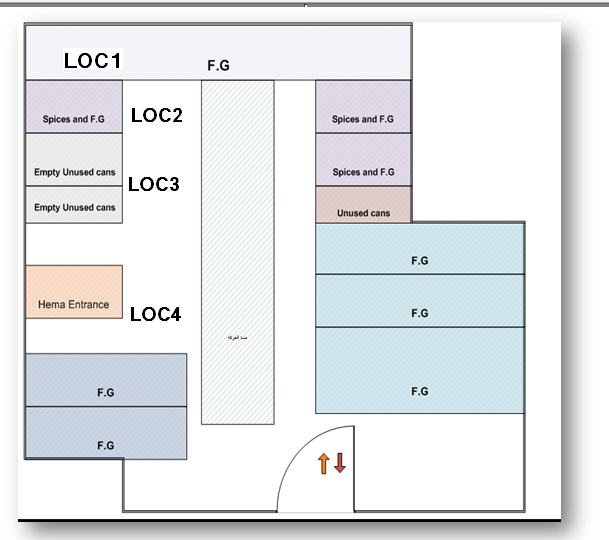 LOC1
F.G
Spices and F.G
LOC2
Spices and F.G
Empty Unused cans
Spices and F.G
LOC3
Empty Unused cans
Unused cans
F.G
Hema Entrance
LOC4
F.G
F.G
F.G
F.G